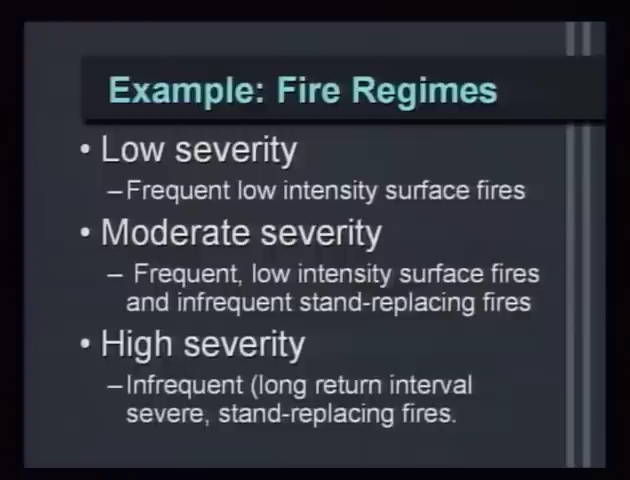 Example: Fire Regimes
• Low severity
–Frequent low intensity surface fires
• Moderate severity
– Frequent, low intensity surface fires
and infrequent stand-replacing fires
• High severity
–Infrequent (long return interval
severe, stand-replacing fires.